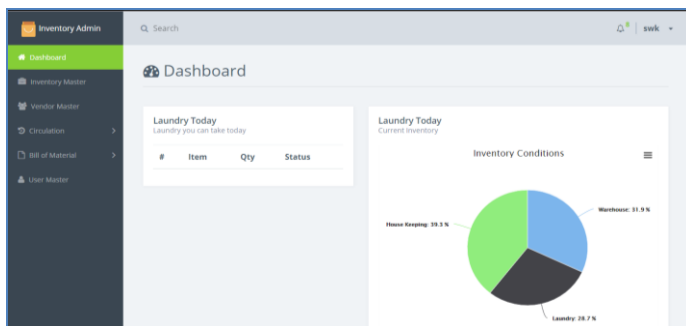 Inventory Admin
Search
swk
Dashboard
Inventory Master
Vendor Master
Circulation
Bill of Material
User Master
Dashboard
Laundry Today
Laundry you can take today
# Item Qty Status
Laundry Today
Current Inventory
Inventory Conditions
Warehouse: 31.9 %
House Keeping: 39.3 %
Laundry: 28.7 %